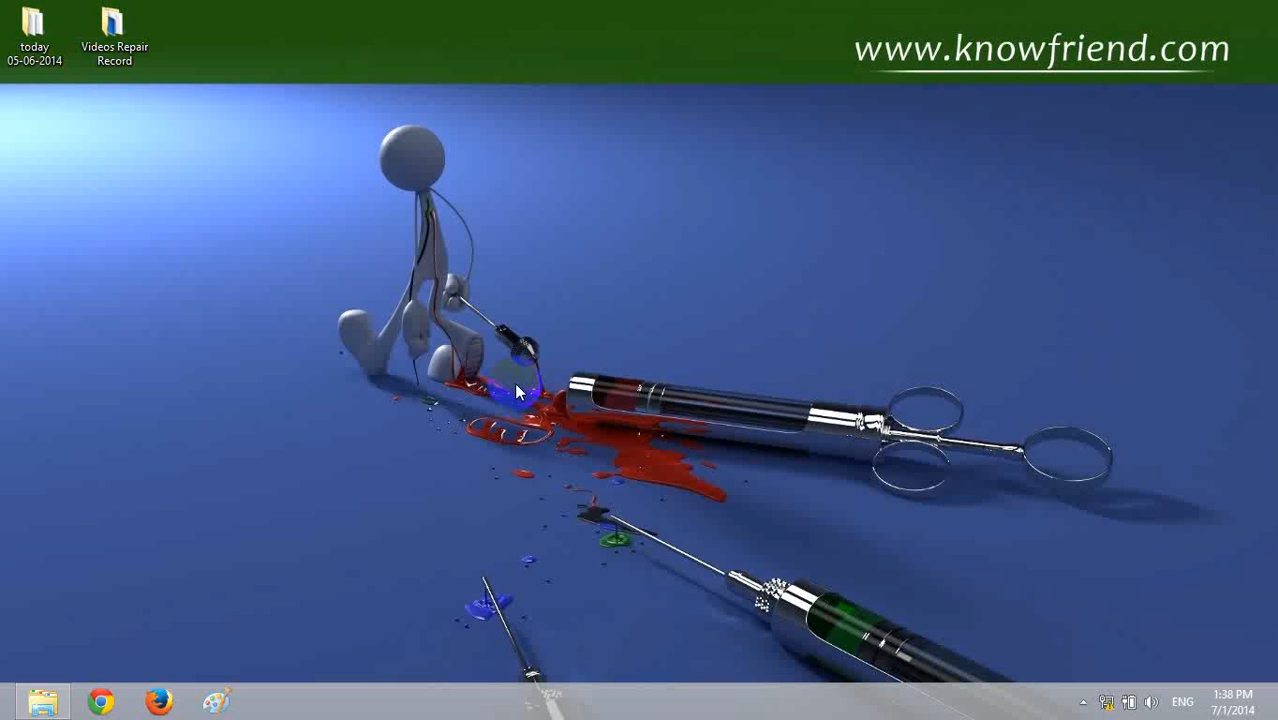 www.knowfriend.com
today
05-06-2014
Videos Repair
Record
ENG
1:38 PM
7/1/2014